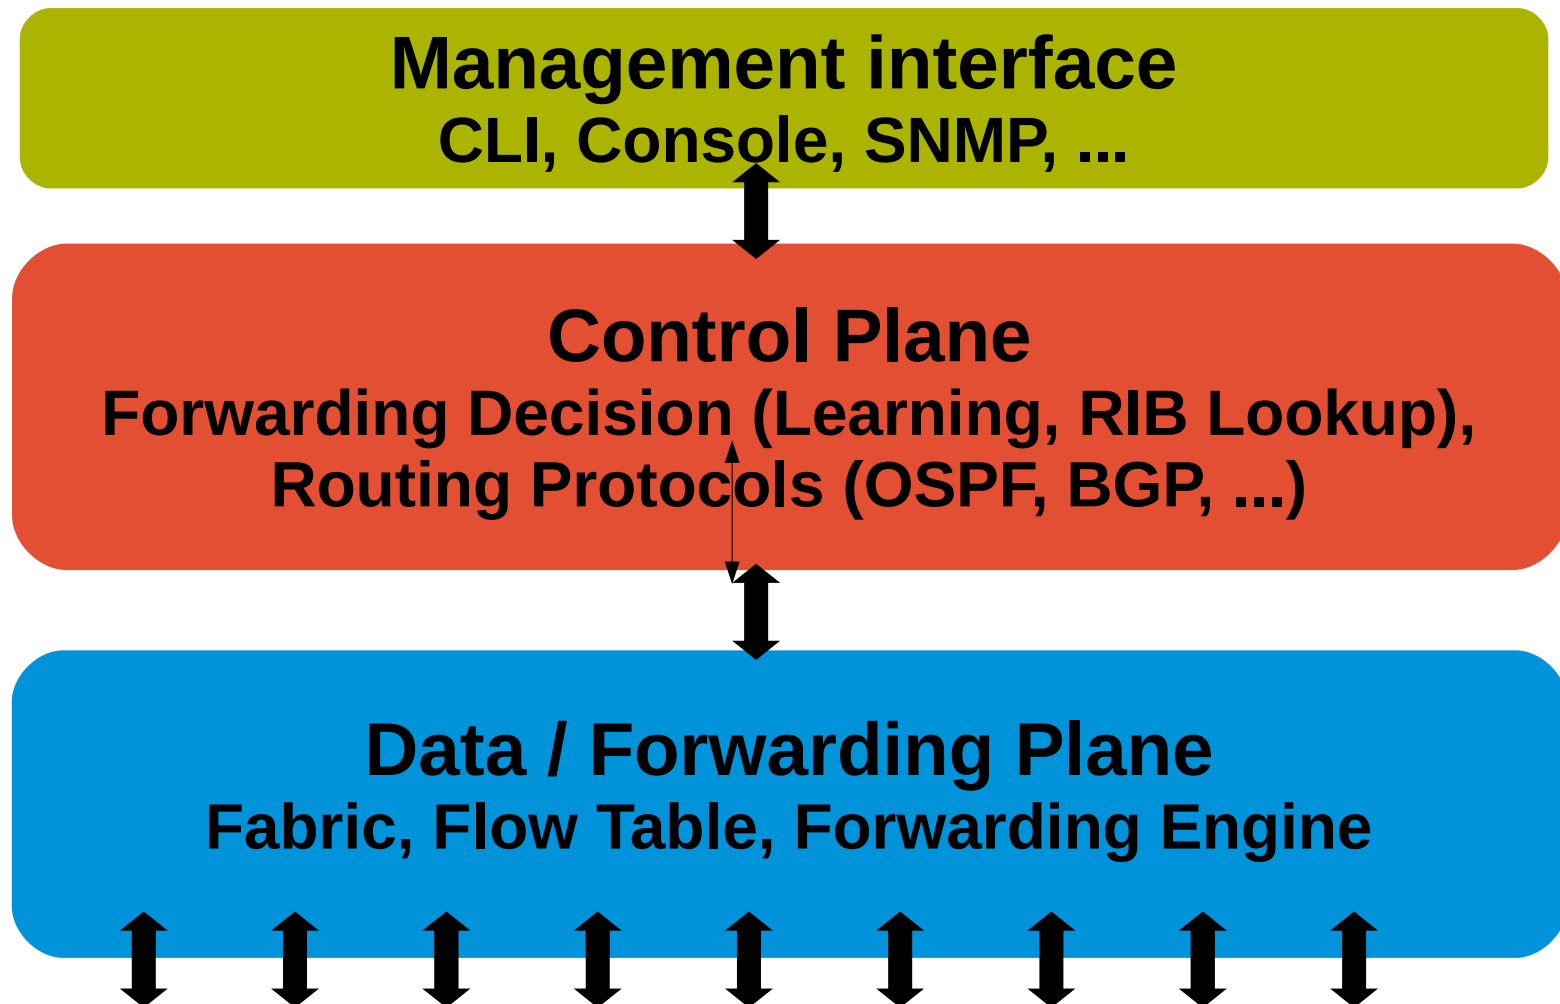 Management interface
CLI, Console, SNMP, ...
Control Plane
Forwarding Decision (Learning, RIB Lookup),
Routing Protocols (OSPF, BGP, ...)
Data / Forwarding Plane
Fabric, Flow Table, Forwarding Engine